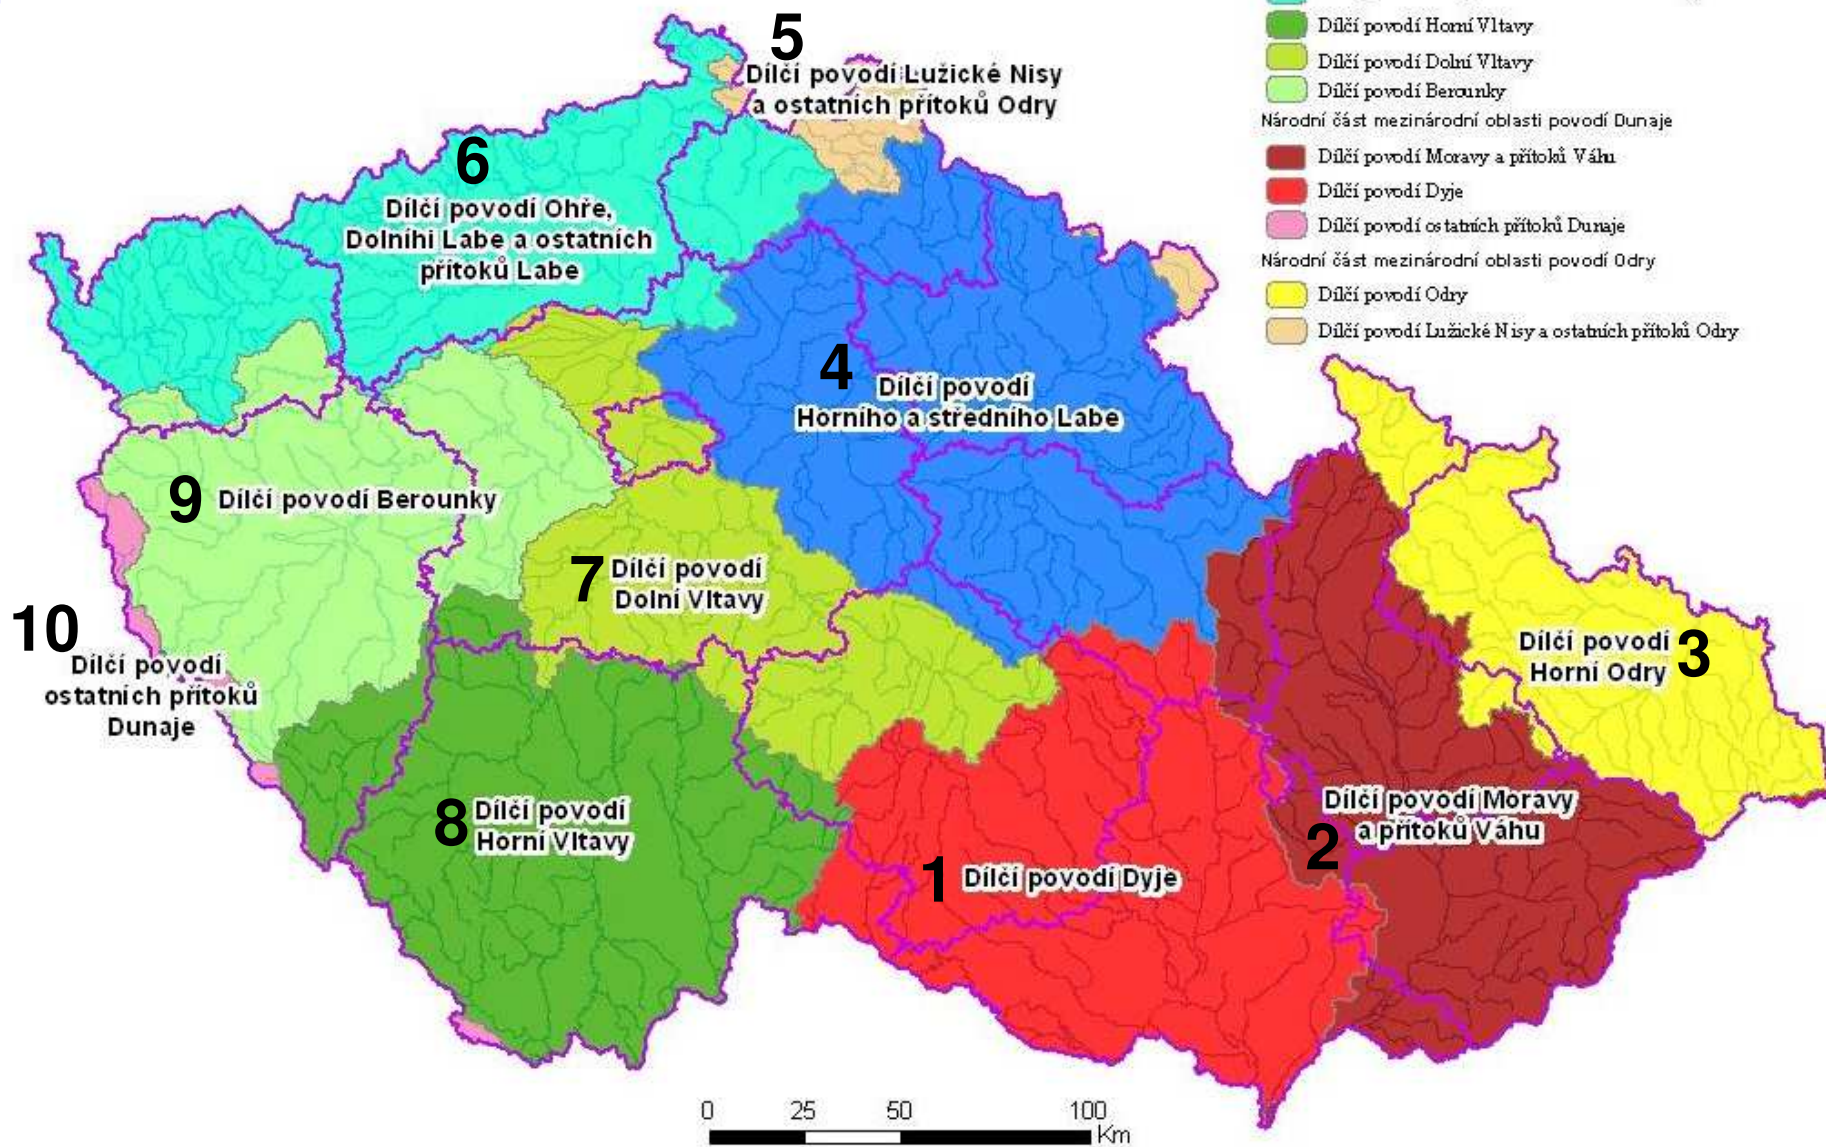 5
Dílčí povodí Lužické Nisy
a ostatních přítoků Odry
6
Dílčí povodí Ohře,
Dolníhi Labe a ostatních
přítoků Labe
4
Dílčí povodí
Horního a středního Labe
9
Dílčí povodí Berounky
7
Dílčí povodí
Dolní Vltavy
10
Dílčí povodí
ostatních přítoků
Dunaje
Dílčí povodí
Horní Odry
3
8
Dílčí povodí
Horní Vltavy
1
Dílčí povodí Dyje
Dílčí povodí Moravy
a přítoků Váhu
2
Dílčí povodí Horní Vltavy
Dílčí povodí Dolní Vltavy
Dílčí povodí Berounky
Národní část mezinárodní oblasti povodí Dunaje
Dílčí povodí Moravy a přítoků Váhu
Dílčí povodí Dyje
Dílčí povodí ostatních přítoků Dunaje
Národní část mezinárodní oblasti povodí Odry
Dílčí povodí Odry
Dílčí povodí Lužické Nisy a ostatních přítoků Odry
0 25 50 100
Km